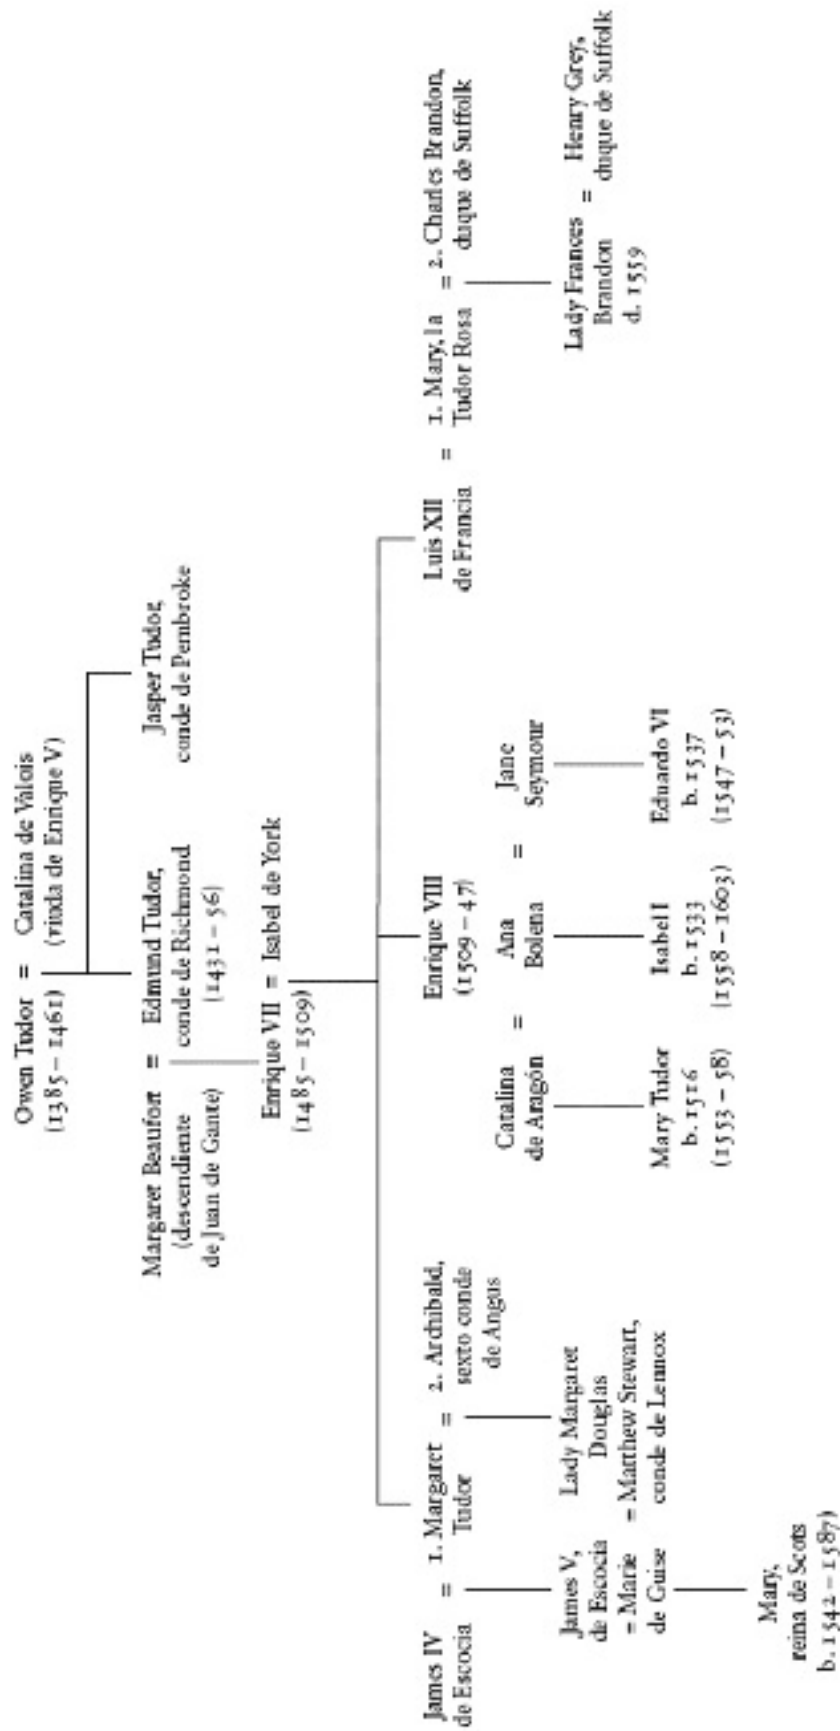 Owen Tudor = Catalina de Valois
(1385 – 1461) (viuda de Enrique V)
Margaret Beaufort = Edmund Tudor,
(descendiente conde de Richmond
de Juan de Gante) (1431 – 56)
Jasper Tudor,
conde de Pembroke
Enrique VII = Isabel de York
(1485 – 1509)
James IV = 1. Margaret = 2. Archibald,
de Escocia Tudor sexto conde
de Angus
Enrique VIII
(1509 – 47)
Luis XII = 1. Mary, la = 2. Charles Brandon,
de Francia Tudor Rosa duque de Suffolk
Catalina = Ana = Jane
de Aragón Bolena Seymour
James V,
de Escocia
= Marie
de Guise
Lady Margaret
Douglas
= Matthew Stewart,
conde de Lennox
Lady Frances = Henry Grey,
Brandon duque de Suffolk
d. 1559
Mary Tudor
b. 1516
(1553 – 58)
Isabel I
b. 1533
(1558 – 1603)
Eduardo VI
b. 1537
(1547 – 53)
Mary,
reina de Scots
b. 1542 – 1587)